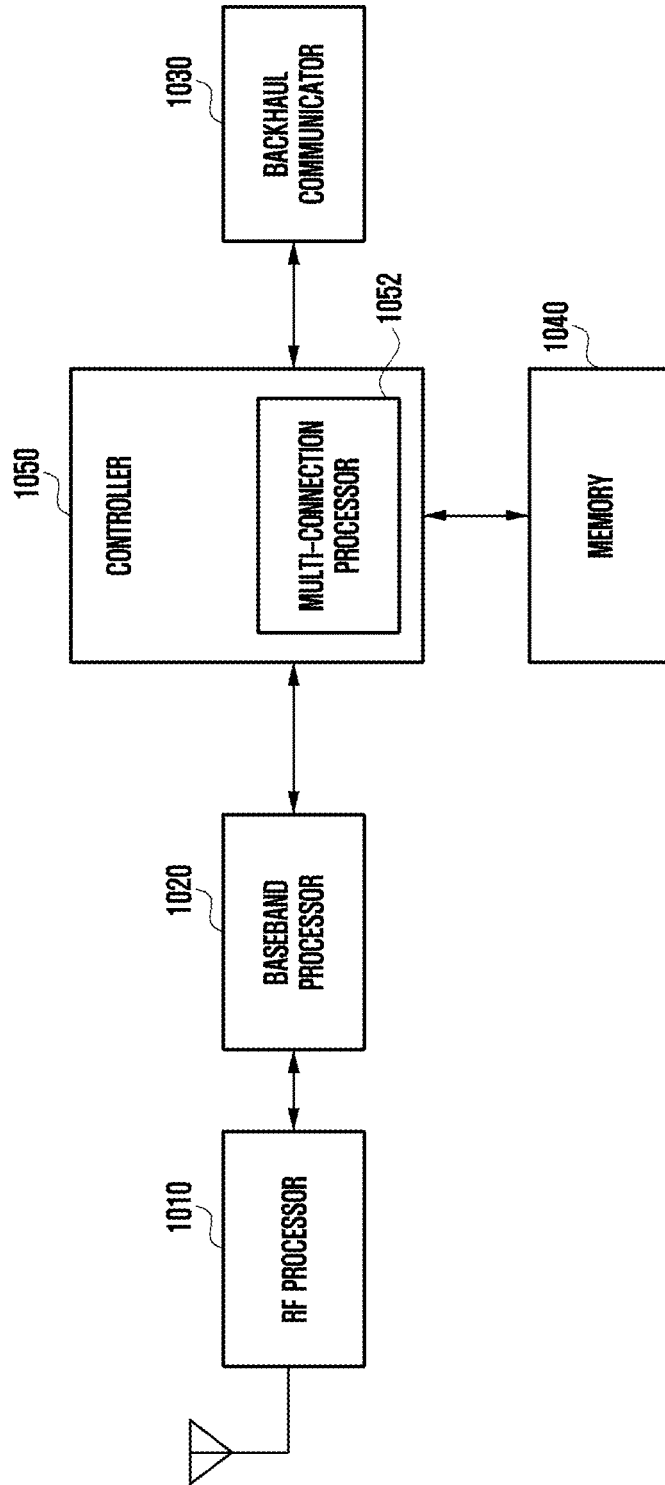 1010
RF PROCESSOR
1020
BASEBAND
PROCESSOR
1050
CONTROLLER
1052
MULTI-CONNECTION
PROCESSOR
1030
BACKHAUL
COMMUNICATOR
1040
MEMORY